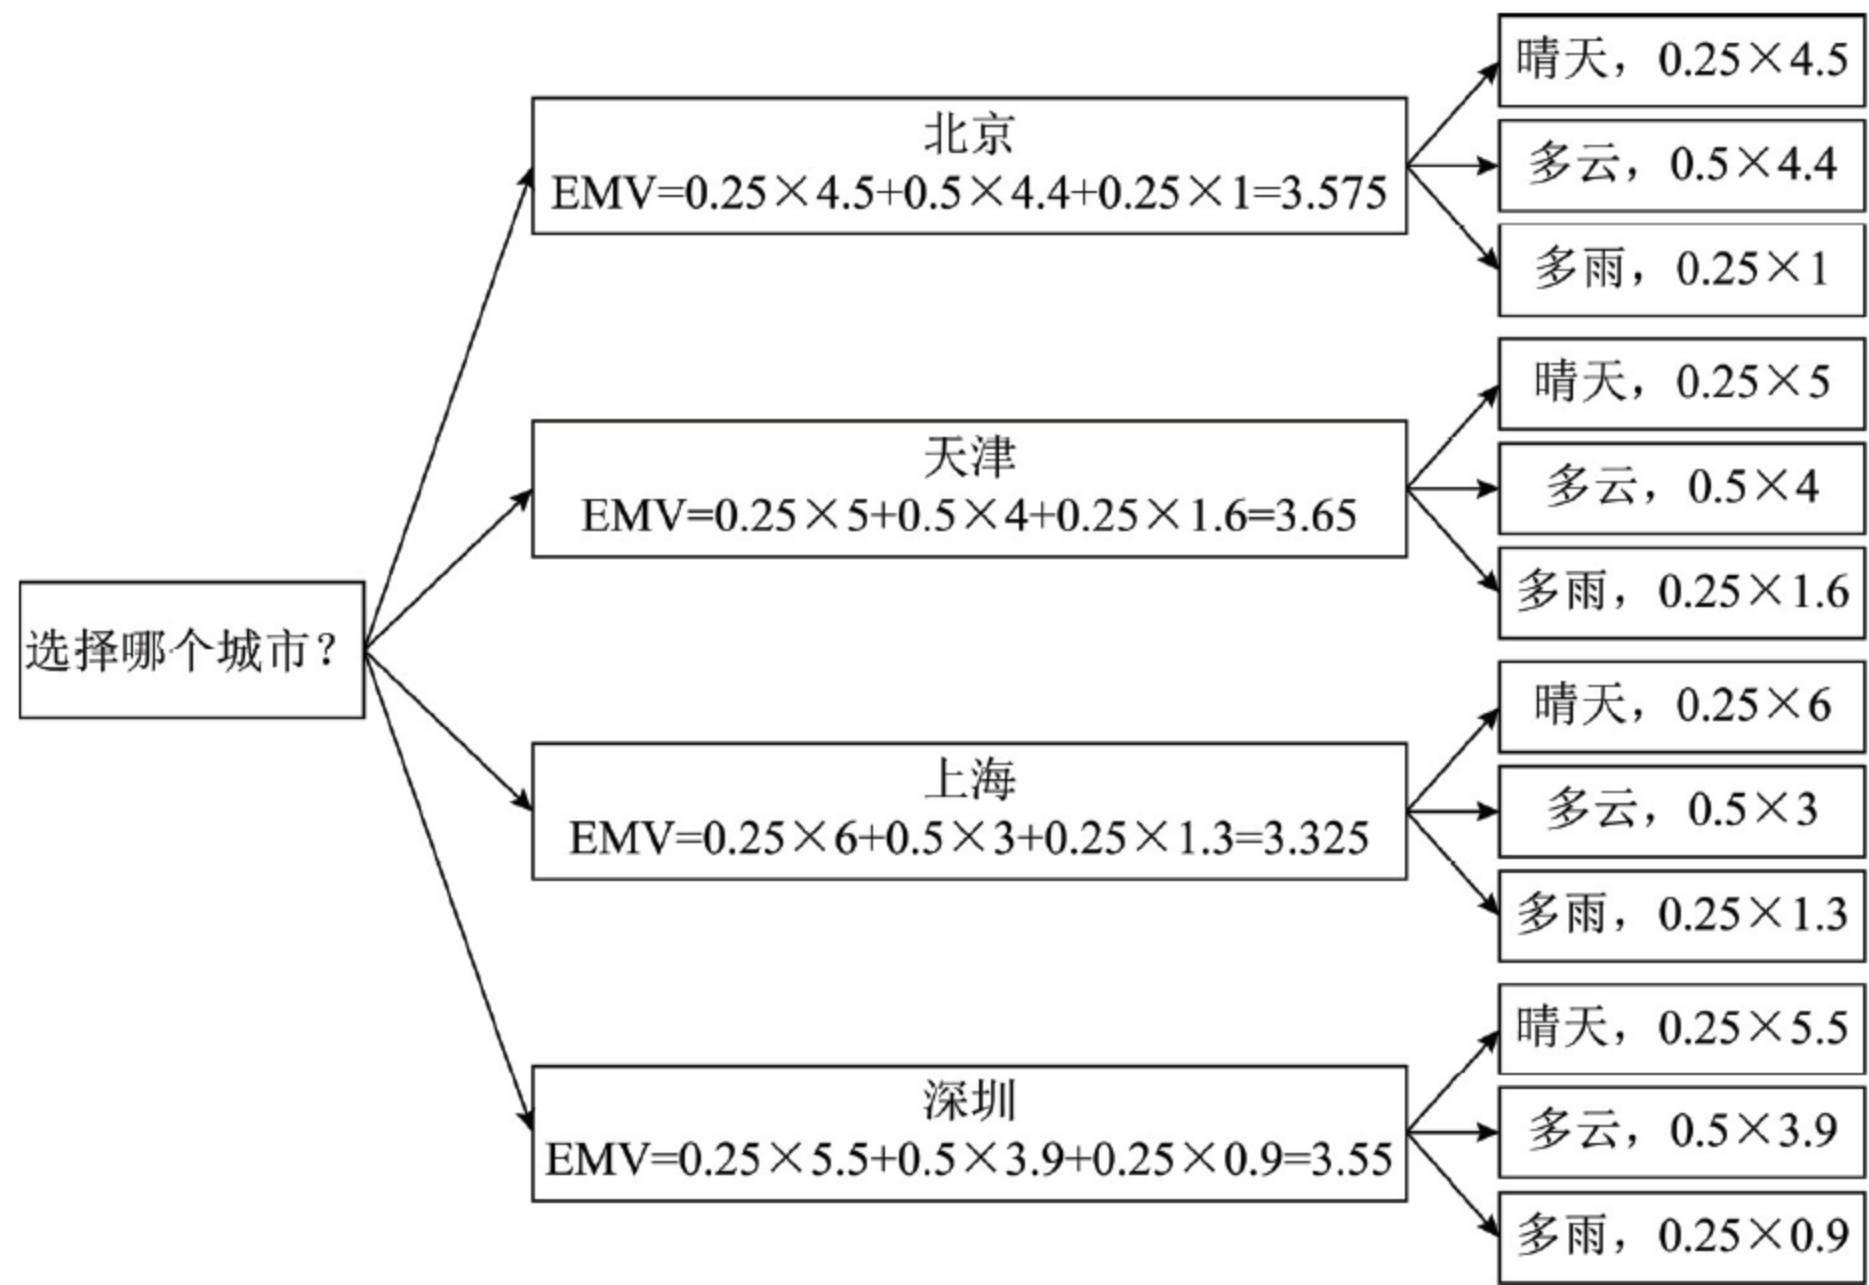 选择哪个城市？
北京
EMV=0.25×4.5+0.5×4.4+0.25×1=3.575
晴天，0.25×4.5
多云，0.5×4.4
多雨，0.25×1
天津
EMV=0.25×5+0.5×4+0.25×1.6=3.65
晴天，0.25×5
多云，0.5×4
多雨，0.25×1.6
上海
EMV=0.25×6+0.5×3+0.25×1.3=3.325
晴天，0.25×6
多云，0.5×3
多雨，0.25×1.3
深圳
EMV=0.25×5.5+0.5×3.9+0.25×0.9=3.55
晴天，0.25×5.5
多云，0.5×3.9
多雨，0.25×0.9